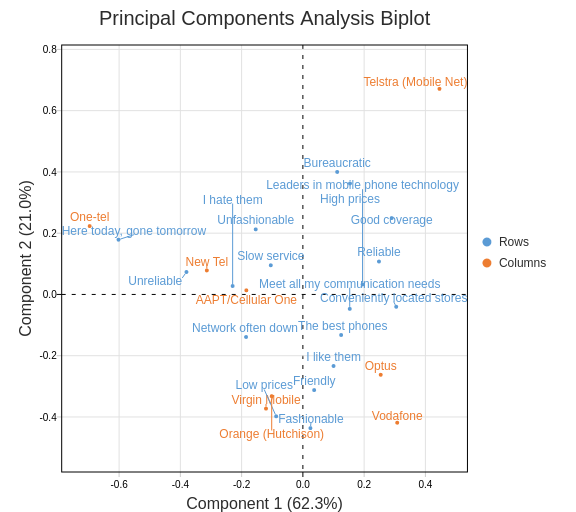 Principal Components Analysis Biplot
Component 2 (21.0%)
0.8
0.6
0.4
0.2
0.0
-0.2
-0.4
Telstra (Mobile Net)
Bureaucratic
Leaders in mobile phone technology
High prices
I hate them
One-tel
Unfashionable
Good coverage
Here today, gone tomorrow
New Tel
Slow service
Reliable
Unreliable
Meet all my communication needs
AAPT/Cellular One
Conveniently located stores
Network often down
The best phones
I like them
Optus
Low prices
Friendly
Virgin Mobile
Fashionable
Vodafone
Orange (Hutchison)
Rows
Columns
-0.6
-0.4
-0.2
0.0
0.2
0.4
Component 1 (62.3%)